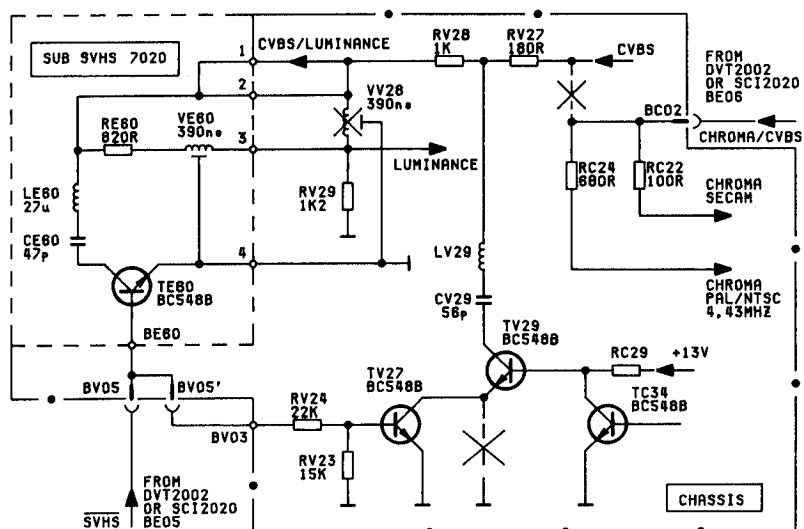 SUB SVHS 7020
1
CVBS/LUMINANCE
RV28
1K
RV27
180R
CVBS
FROM
DVT2002
OR SCI2020
BE06
2
VV28
390ns
VE60
390ns
RE60
820R
3
LUMINANCE
BC02
CHROMA/CVBS
RC24
680R
RC22
100R
CHROMA
SECAM
LE60
27u
RV29
1K2
CE60
47p
4
LV29
CHROMA
PAL/NTSC
4,43MHZ
TE60
BC548B
CV29
56p
BE60
TV29
BC548B
RC29
+13V
TV27
BC548B
TC34
BC548B
BV05
BV05'
RV24
22K
BV03
RV23
15K
FROM
DVT2002
OR SCI2020
BE05
SVHS
CHASSIS